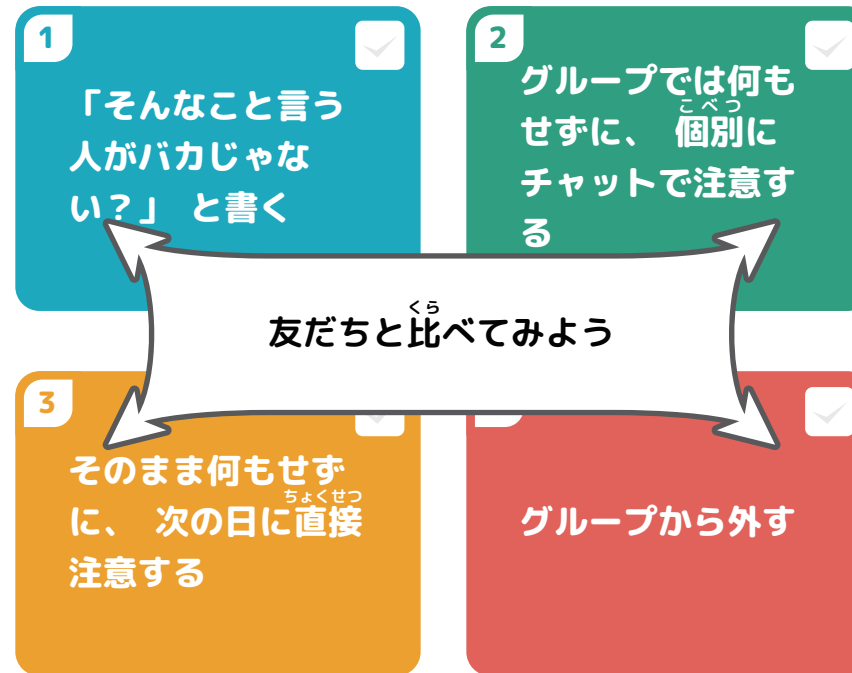 1
「そんなこと言う
人がバカじゃな
い？」 と書く
2
グループでは何も
こべつ
せずに、 個別に
チャットで注意す
る
くら
友だちと比べてみよう
3
そのまま何もせず
ちょくせつ
に、 次の日に直接
注意する
グループから外す